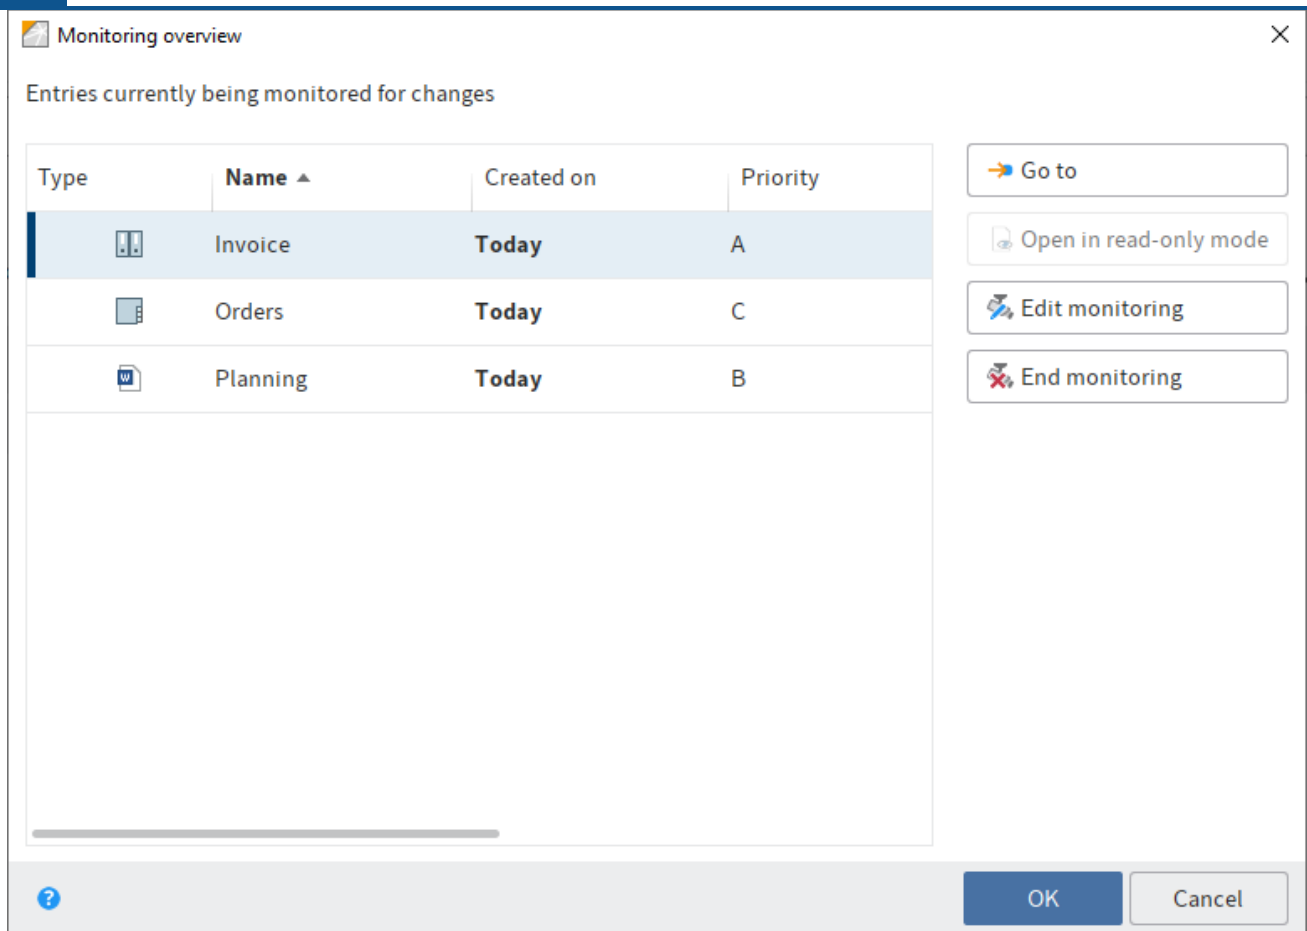 Monitoring overview
Entries currently being monitored for changes
Type Name Created on Priority
Invoice Today A
Orders Today C
Planning Today B
Go to
Open in read-only mode
Edit monitoring
End monitoring
OK Cancel